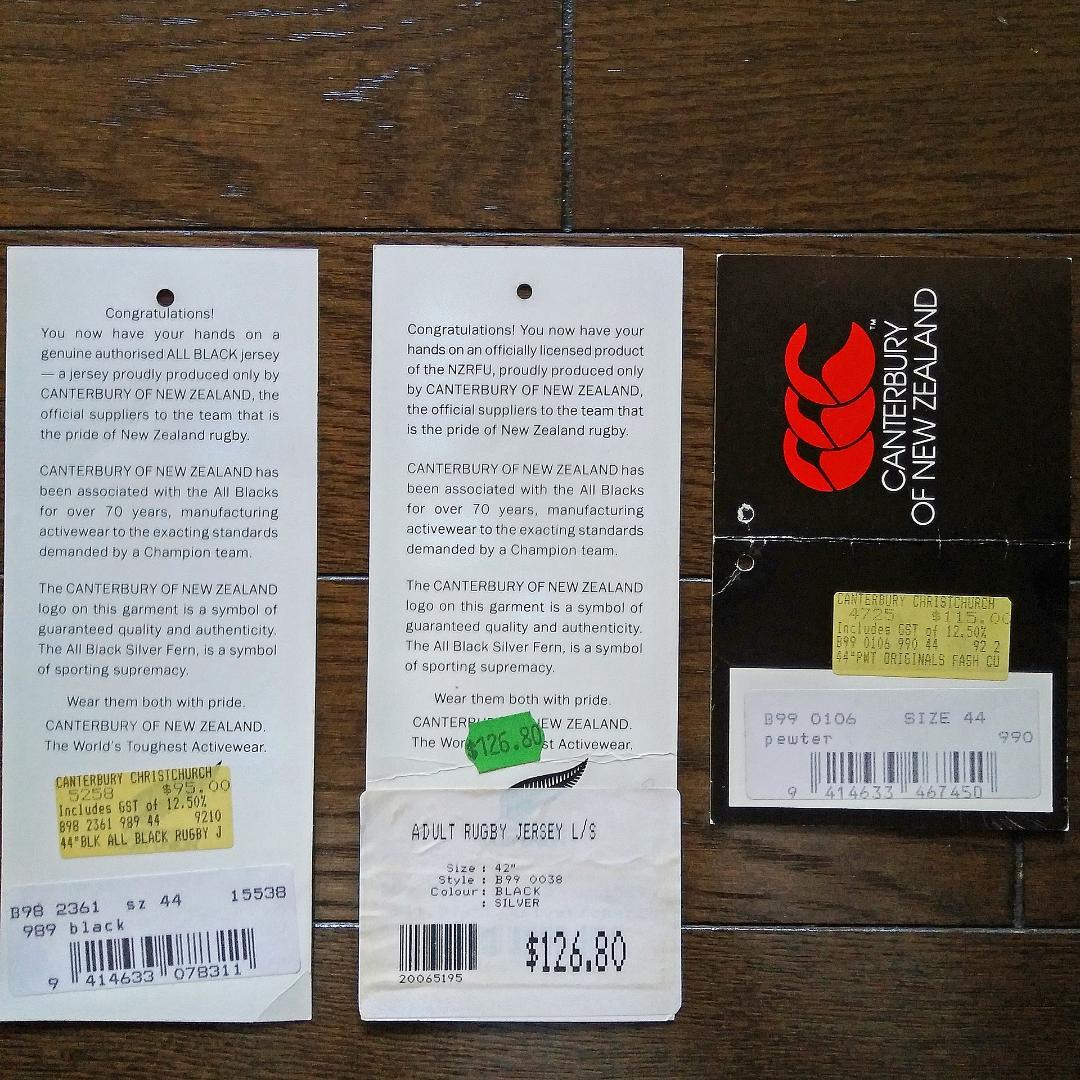 Congratulations!
You now have your hands on a
genuine authorised ALL BLACK jersey
— a jersey proudly produced only by
CANTERBURY OF NEW ZEALAND, the
official suppliers to the team that is
the pride of New Zealand rugby.
CANTERBURY OF NEW ZEALAND has
been associated with the All Blacks
for over 70 years, manufacturing
activewear to the exacting standards
demanded by a Champion team.
The CANTERBURY OF NEW ZEALAND
logo on this garment is a symbol of
guaranteed quality and authenticity.
The All Black Silver Fern, is a symbol
of sporting supremacy.
Wear them both with pride.
CANTERBURY OF NEW ZEALAND.
The World's Toughest Activewear.
CANTERBURY CHRISTCHURCH
5258 $95.00
Includes GST of 12.50%
B98 2361 989 44 9210
44"BLK ALL BLACK RUGBY J
B98 2361 sz 44 15538
989 black
9 414633 078311
Congratulations! You now have your
hands on an officially licensed product
of the NZRFU, proudly produced only
by CANTERBURY OF NEW ZEALAND,
the official suppliers to the team that
is the pride of New Zealand rugby.
CANTERBURY OF NEW ZEALAND has
been associated with the All Blacks
for over 70 years, manufacturing
activewear to the exacting standards
demanded by a Champion team.
The CANTERBURY OF NEW ZEALAND
logo on this garment is a symbol of
guaranteed quality and authenticity.
The All Black Silver Fern, is a symbol
of sporting supremacy.
Wear them both with pride.
CANTERBURY OF NEW ZEALAND.
The Wor st Activewear.
$126.80
ADULT RUGBY JERSEY L/S
Size : 42"
Style : B99 0038
Colour : BLACK
: SILVER
20065195
$126.80
CANTERBURY
OF NEW ZEALAND
TM
CANTERBURY CHRISTCHURCH
4725 $115.00
Includes GST of 12.50%
B99 0106 990 44 92 2
44"PWT ORIGINALS FASH CU
B99 0106 SIZE 44
pewter 990
9 414633 467450